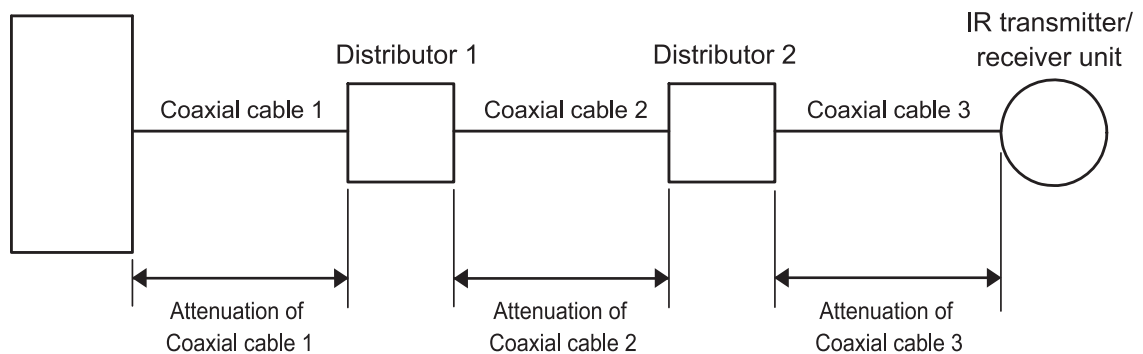 IR transmitter/
receiver unit
Distributor 1
Distributor 2
Coaxial cable 1
Coaxial cable 2
Coaxial cable 3
Attenuation of
Coaxial cable 1
Attenuation of
Coaxial cable 2
Attenuation of
Coaxial cable 3